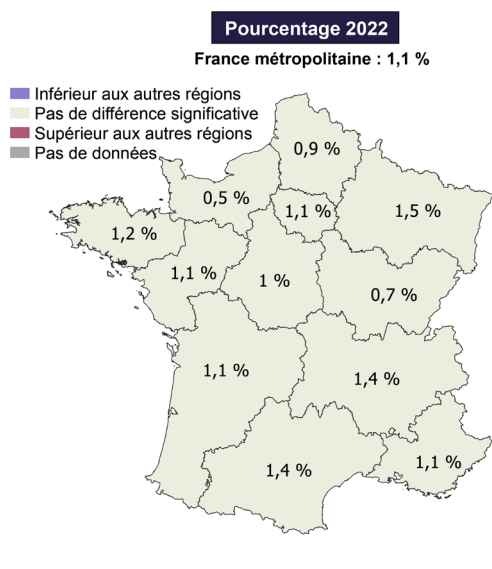 Pourcentage 2022
France métropolitaine : 1,1 %
Inférieur aux autres régions
Pas de différence significative
Supérieur aux autres régions
Pas de données
0,9 %
0,5 %
1,1 %
1,5 %
1,2 %
1,1 %
1 %
0,7 %
1,1 %
1,4 %
1,4 %
1,1 %